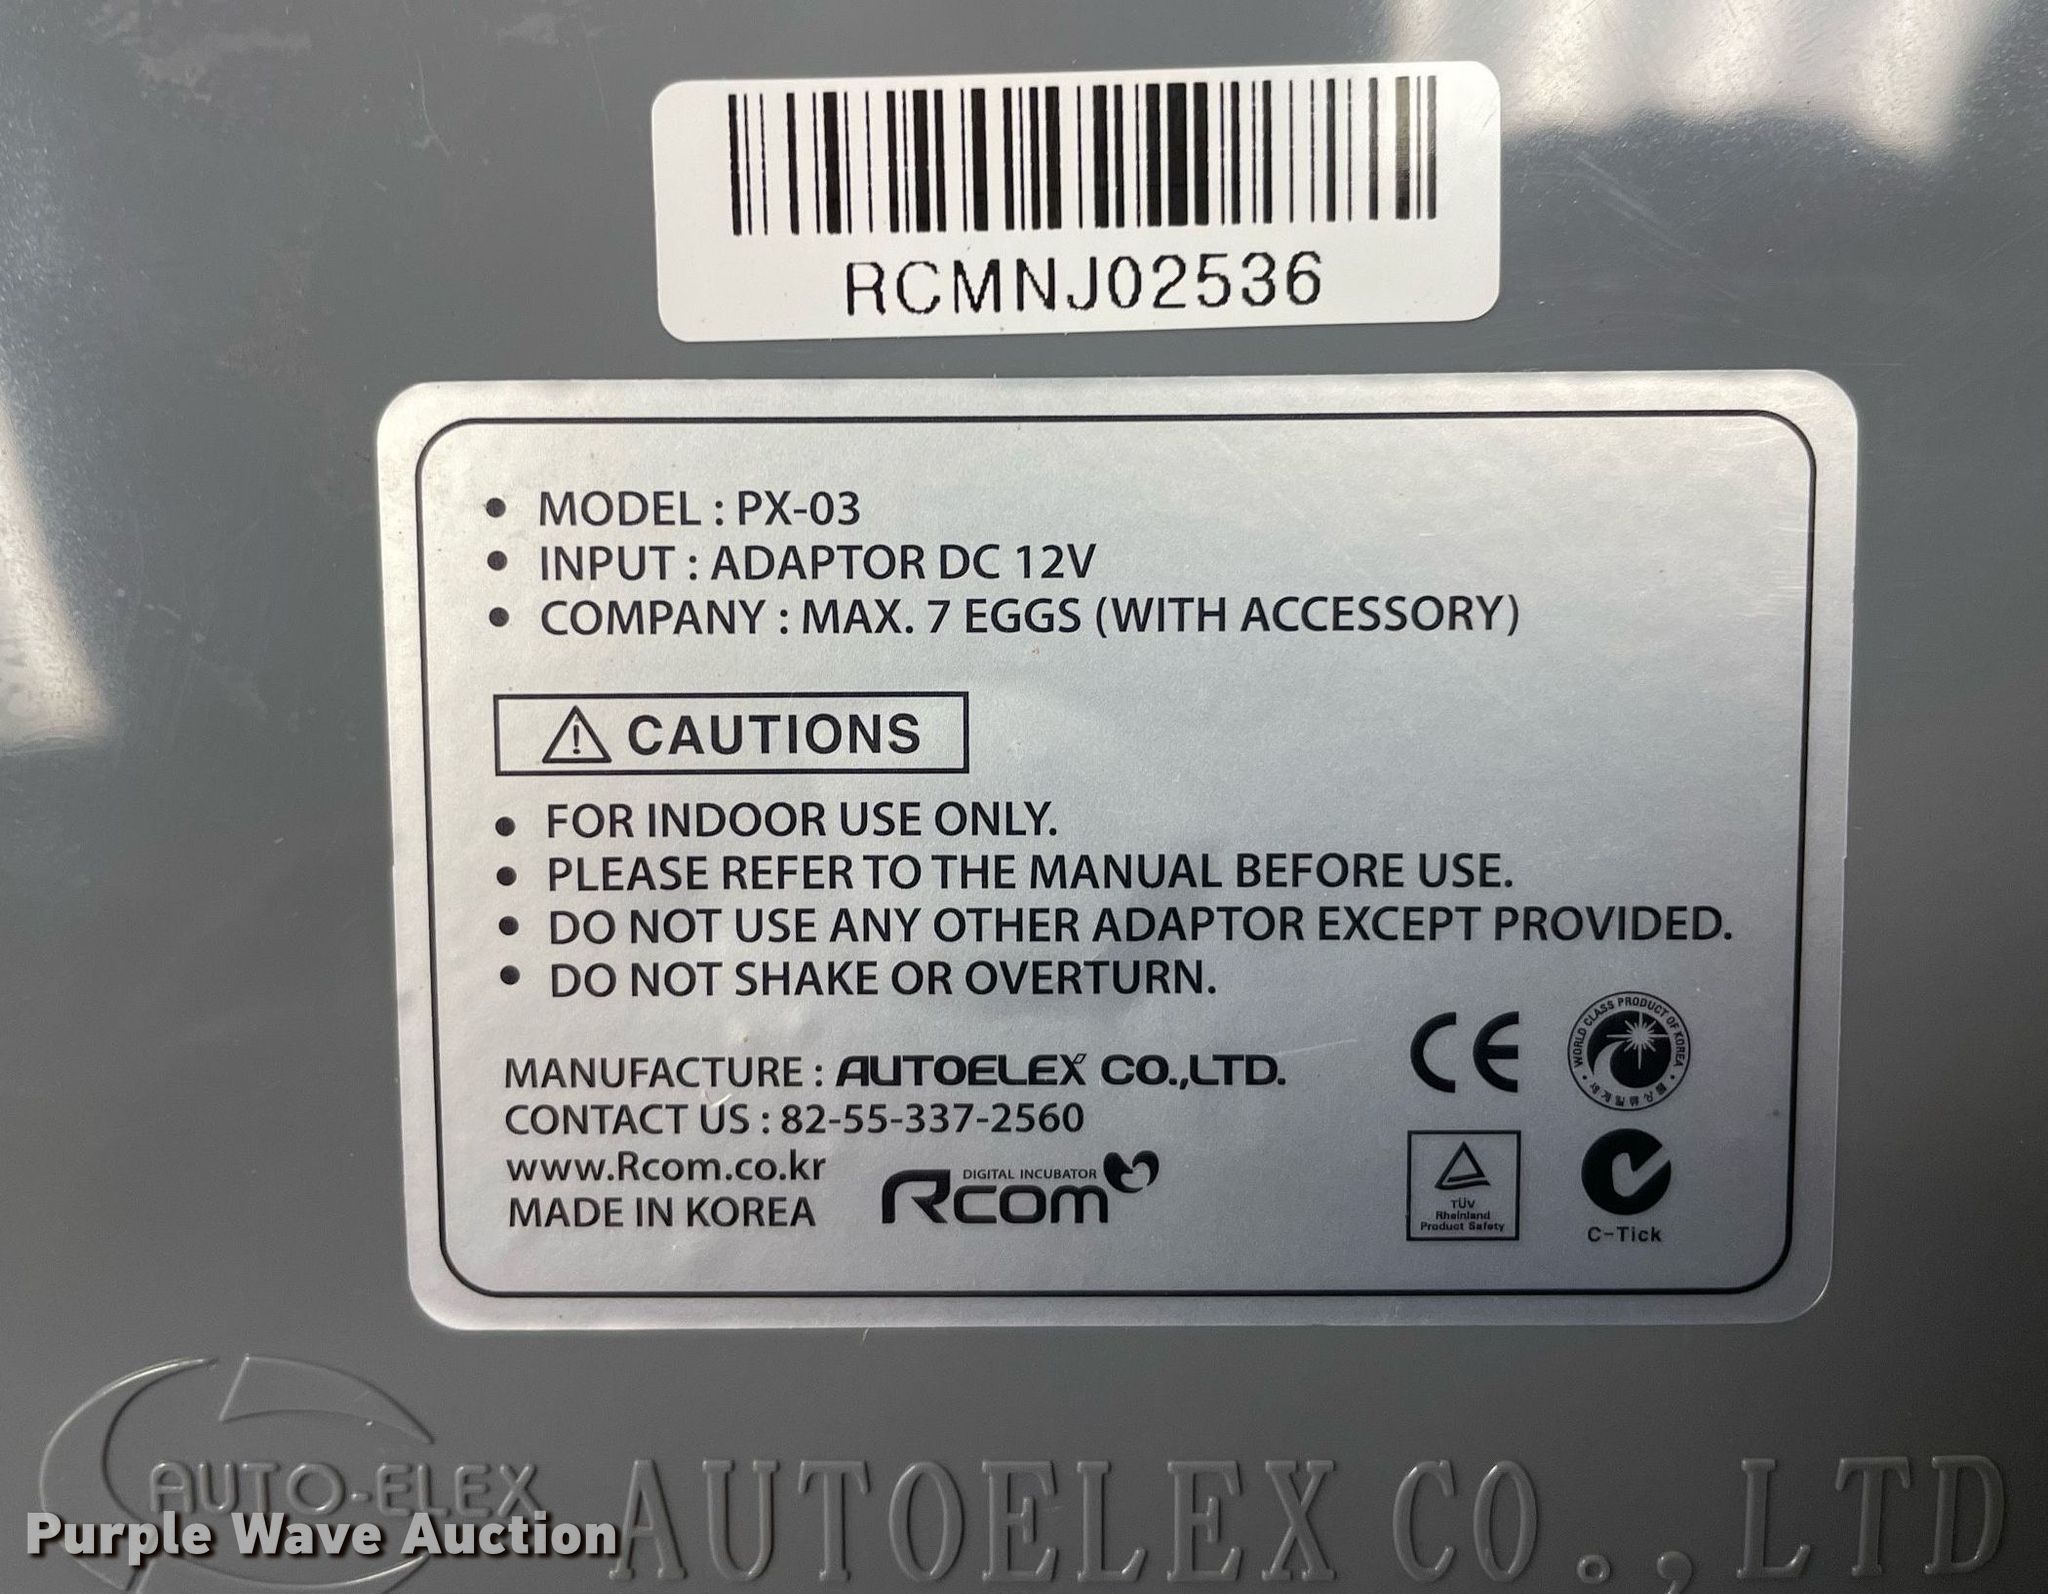 RCMNJ02536
• MODEL : PX-03
• INPUT : ADAPTOR DC 12V
• COMPANY : MAX. 7 EGGS (WITH ACCESSORY)
CAUTIONS
• FOR INDOOR USE ONLY.
• PLEASE REFER TO THE MANUAL BEFORE USE.
• DO NOT USE ANY OTHER ADAPTOR EXCEPT PROVIDED.
• DO NOT SHAKE OR OVERTURN.
MANUFACTURE : AUTOELEX CO.,LTD.
CONTACT US : 82-55-337-2560
www.Rcom.co.kr
MADE IN KOREA
DIGITAL INCUBATOR
Rcom
CE
WORLD CLASS PRODUCT OF KOREA
TÜV
Rheinland
Product Safety
C-Tick
AUTO-ELEX
AUTOELEX CO., LTD
Purple Wave Auction